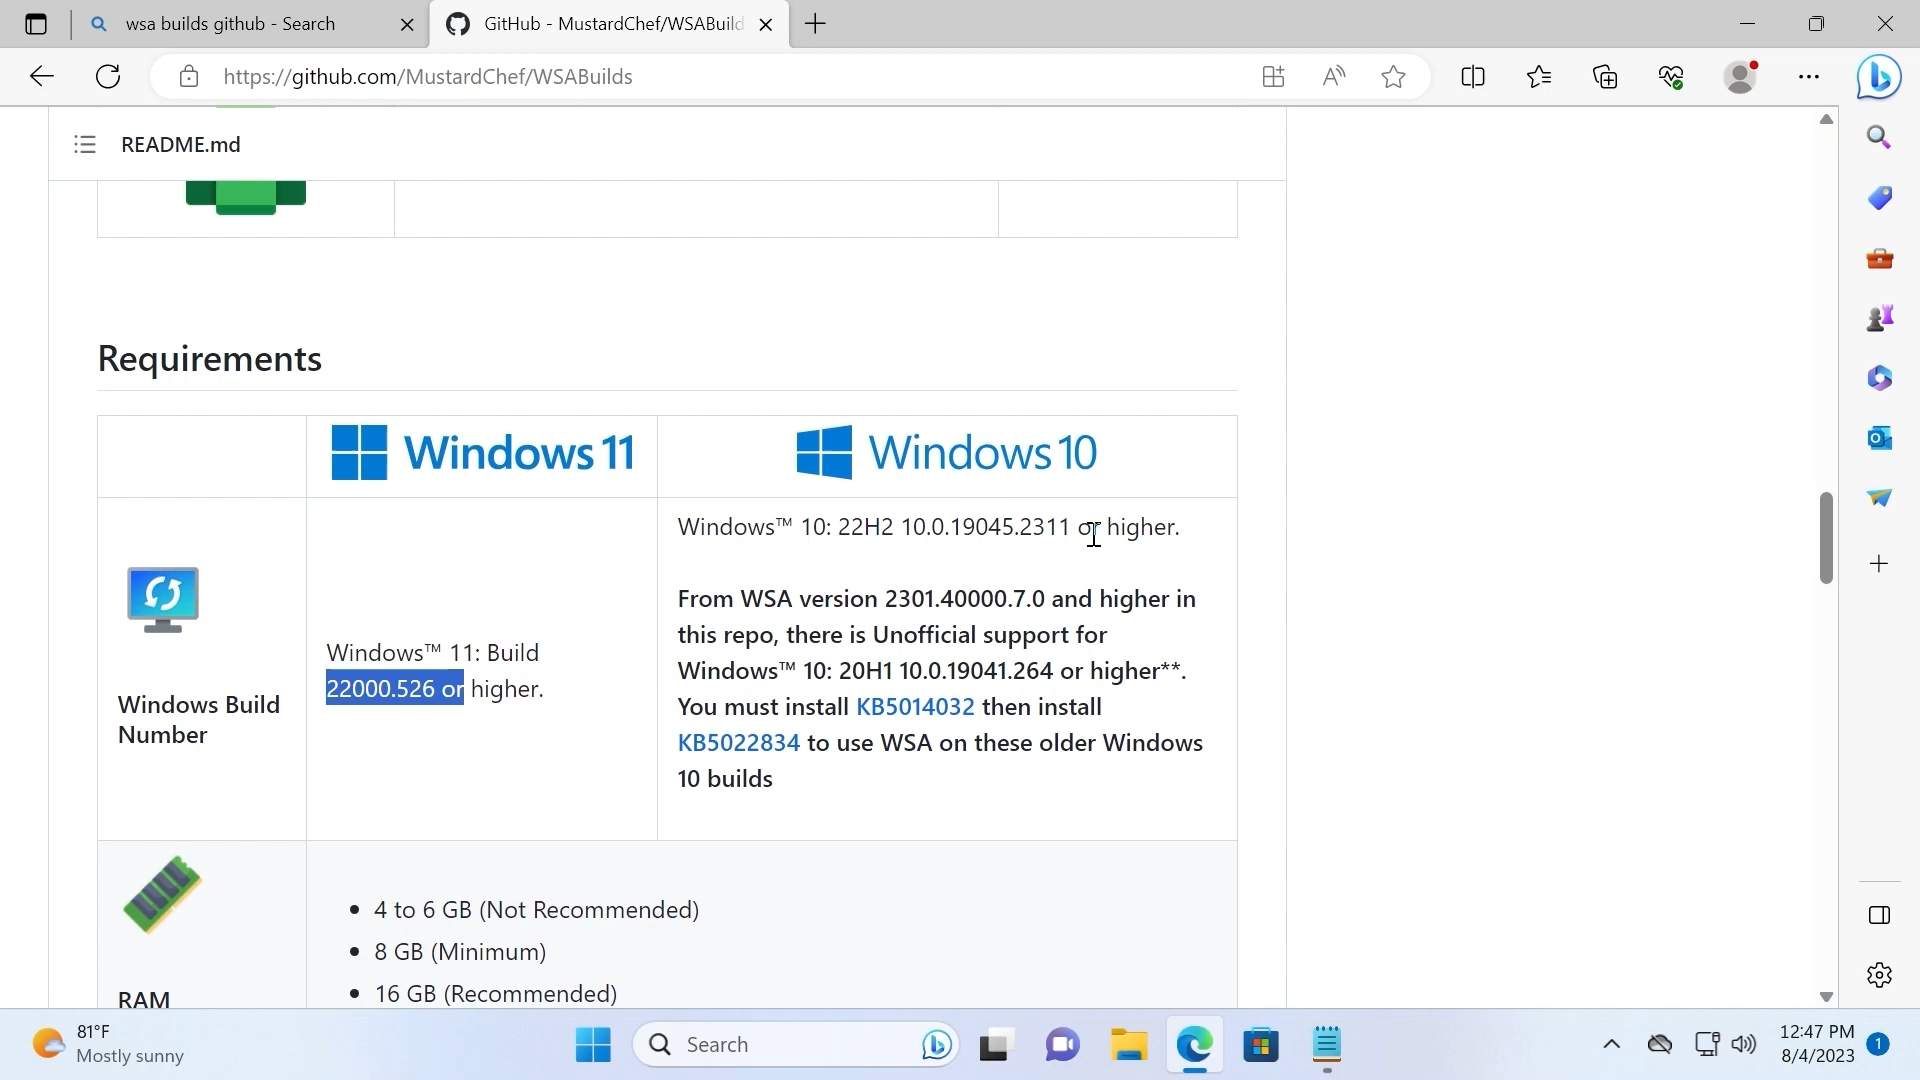 wsa builds github - Search
GitHub - MustardChef/WSABuild
https://github.com/MustardChef/WSABuilds
README.md
Requirements
Windows 11
Windows 10
Windows Build
Number
Windows™ 11: Build
22000.526 or higher.
Windows™ 10: 22H2 10.0.19045.2311 or higher.
From WSA version 2301.40000.7.0 and higher in
this repo, there is Unofficial support for
Windows™ 10: 20H1 10.0.19041.264 or higher**.
You must install KB5014032 then install
KB5022834 to use WSA on these older Windows
10 builds
RAM
• 4 to 6 GB (Not Recommended)
• 8 GB (Minimum)
• 16 GB (Recommended)
81°F
Mostly sunny
Search
12:47 PM
8/4/2023
1